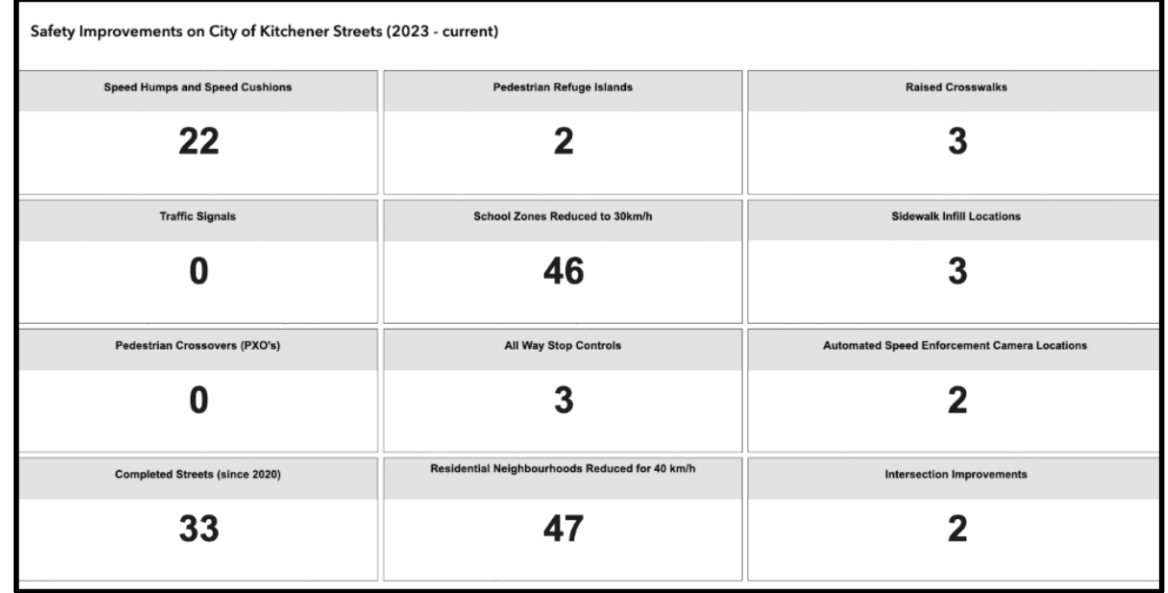 Safety Improvements on City of Kitchener Streets (2023 - current)
Speed Humps and Speed Cushions
22
Pedestrian Refuge Islands
2
Raised Crosswalks
3
Traffic Signals
0
School Zones Reduced to 30km/h
46
Sidewalk Infill Locations
3
Pedestrian Crossovers (PXO's)
0
All Way Stop Controls
3
Automated Speed Enforcement Camera Locations
2
Completed Streets (since 2020)
33
Residential Neighbourhoods Reduced for 40 km/h
47
Intersection Improvements
2